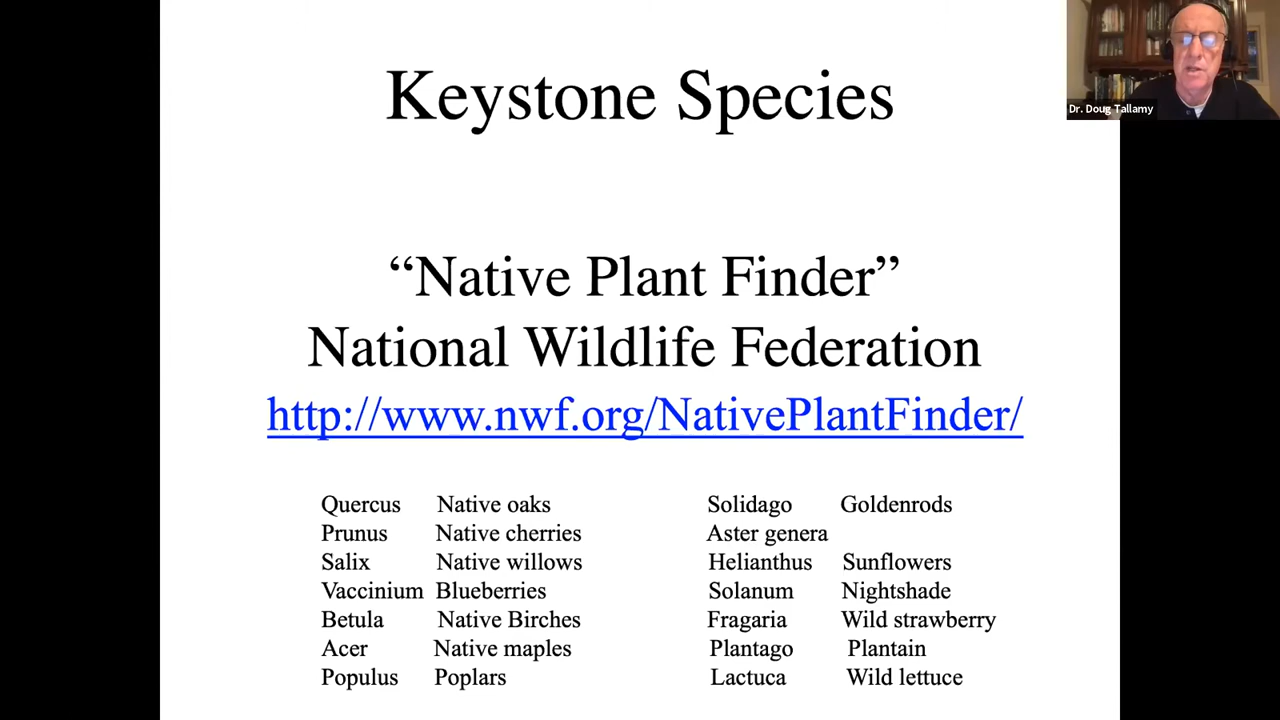 Keystone Species
Dr. Doug Tallamy
“Native Plant Finder”
National Wildlife Federation
http://www.nwf.org/NativePlantFinder/
Quercus Native oaks
Prunus Native cherries
Salix Native willows
Vaccinium Blueberries
Betula Native Birches
Acer Native maples
Populus Poplars
Solidago Goldenrods
Aster genera
Helianthus Sunflowers
Solanum Nightshade
Fragaria Wild strawberry
Plantago Plantain
Lactuca Wild lettuce